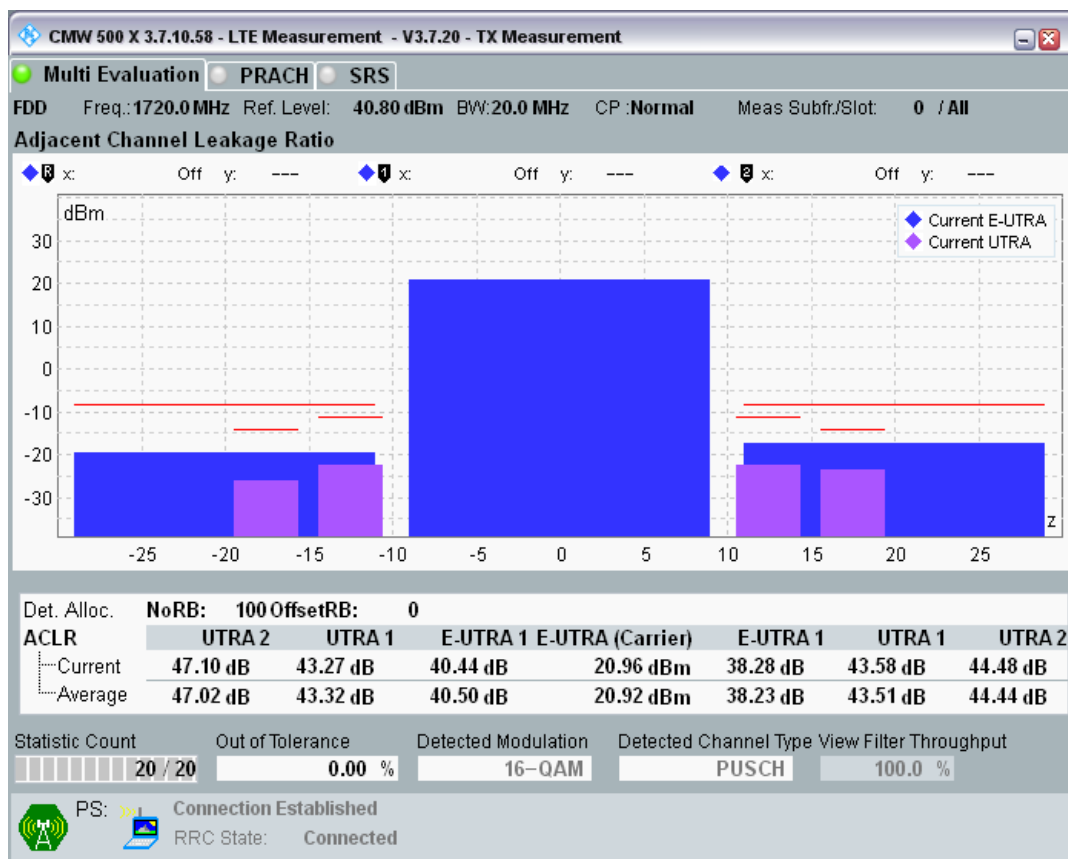 CMW 500 X 3.7.10.58 - LTE Measurement - V3.7.20 - TX Measurement
Multi Evaluation PRACH SRS
FDD Freq.: 1720.0 MHz Ref. Level: 40.80 dBm BW: 20.0 MHz CP : Normal Meas Subfr./Slot: 0 / All
Adjacent Channel Leakage Ratio
R x: Off y: --- 1 x: Off y: --- 2 x: Off y: ---
dBm
Current E-UTRA
Current UTRA
30
20
10
0
-10
-20
-30
z
-25 -20 -15 -10 -5 0 5 10 15 20 25
Det. Alloc. NoRB: 100 OffsetRB: 0
ACLR UTRA 2 UTRA 1 E-UTRA 1 E-UTRA (Carrier) E-UTRA 1 UTRA 1 UTRA 2
Current 47.10 dB 43.27 dB 40.44 dB 20.96 dBm 38.28 dB 43.58 dB 44.48 dB
Average 47.02 dB 43.32 dB 40.50 dB 20.92 dBm 38.23 dB 43.51 dB 44.44 dB
Statistic Count Out of Tolerance Detected Modulation Detected Channel Type View Filter Throughput
20 / 20 0.00 % 16-QAM PUSCH 100.0 %
PS: Connection Established
RRC State: Connected